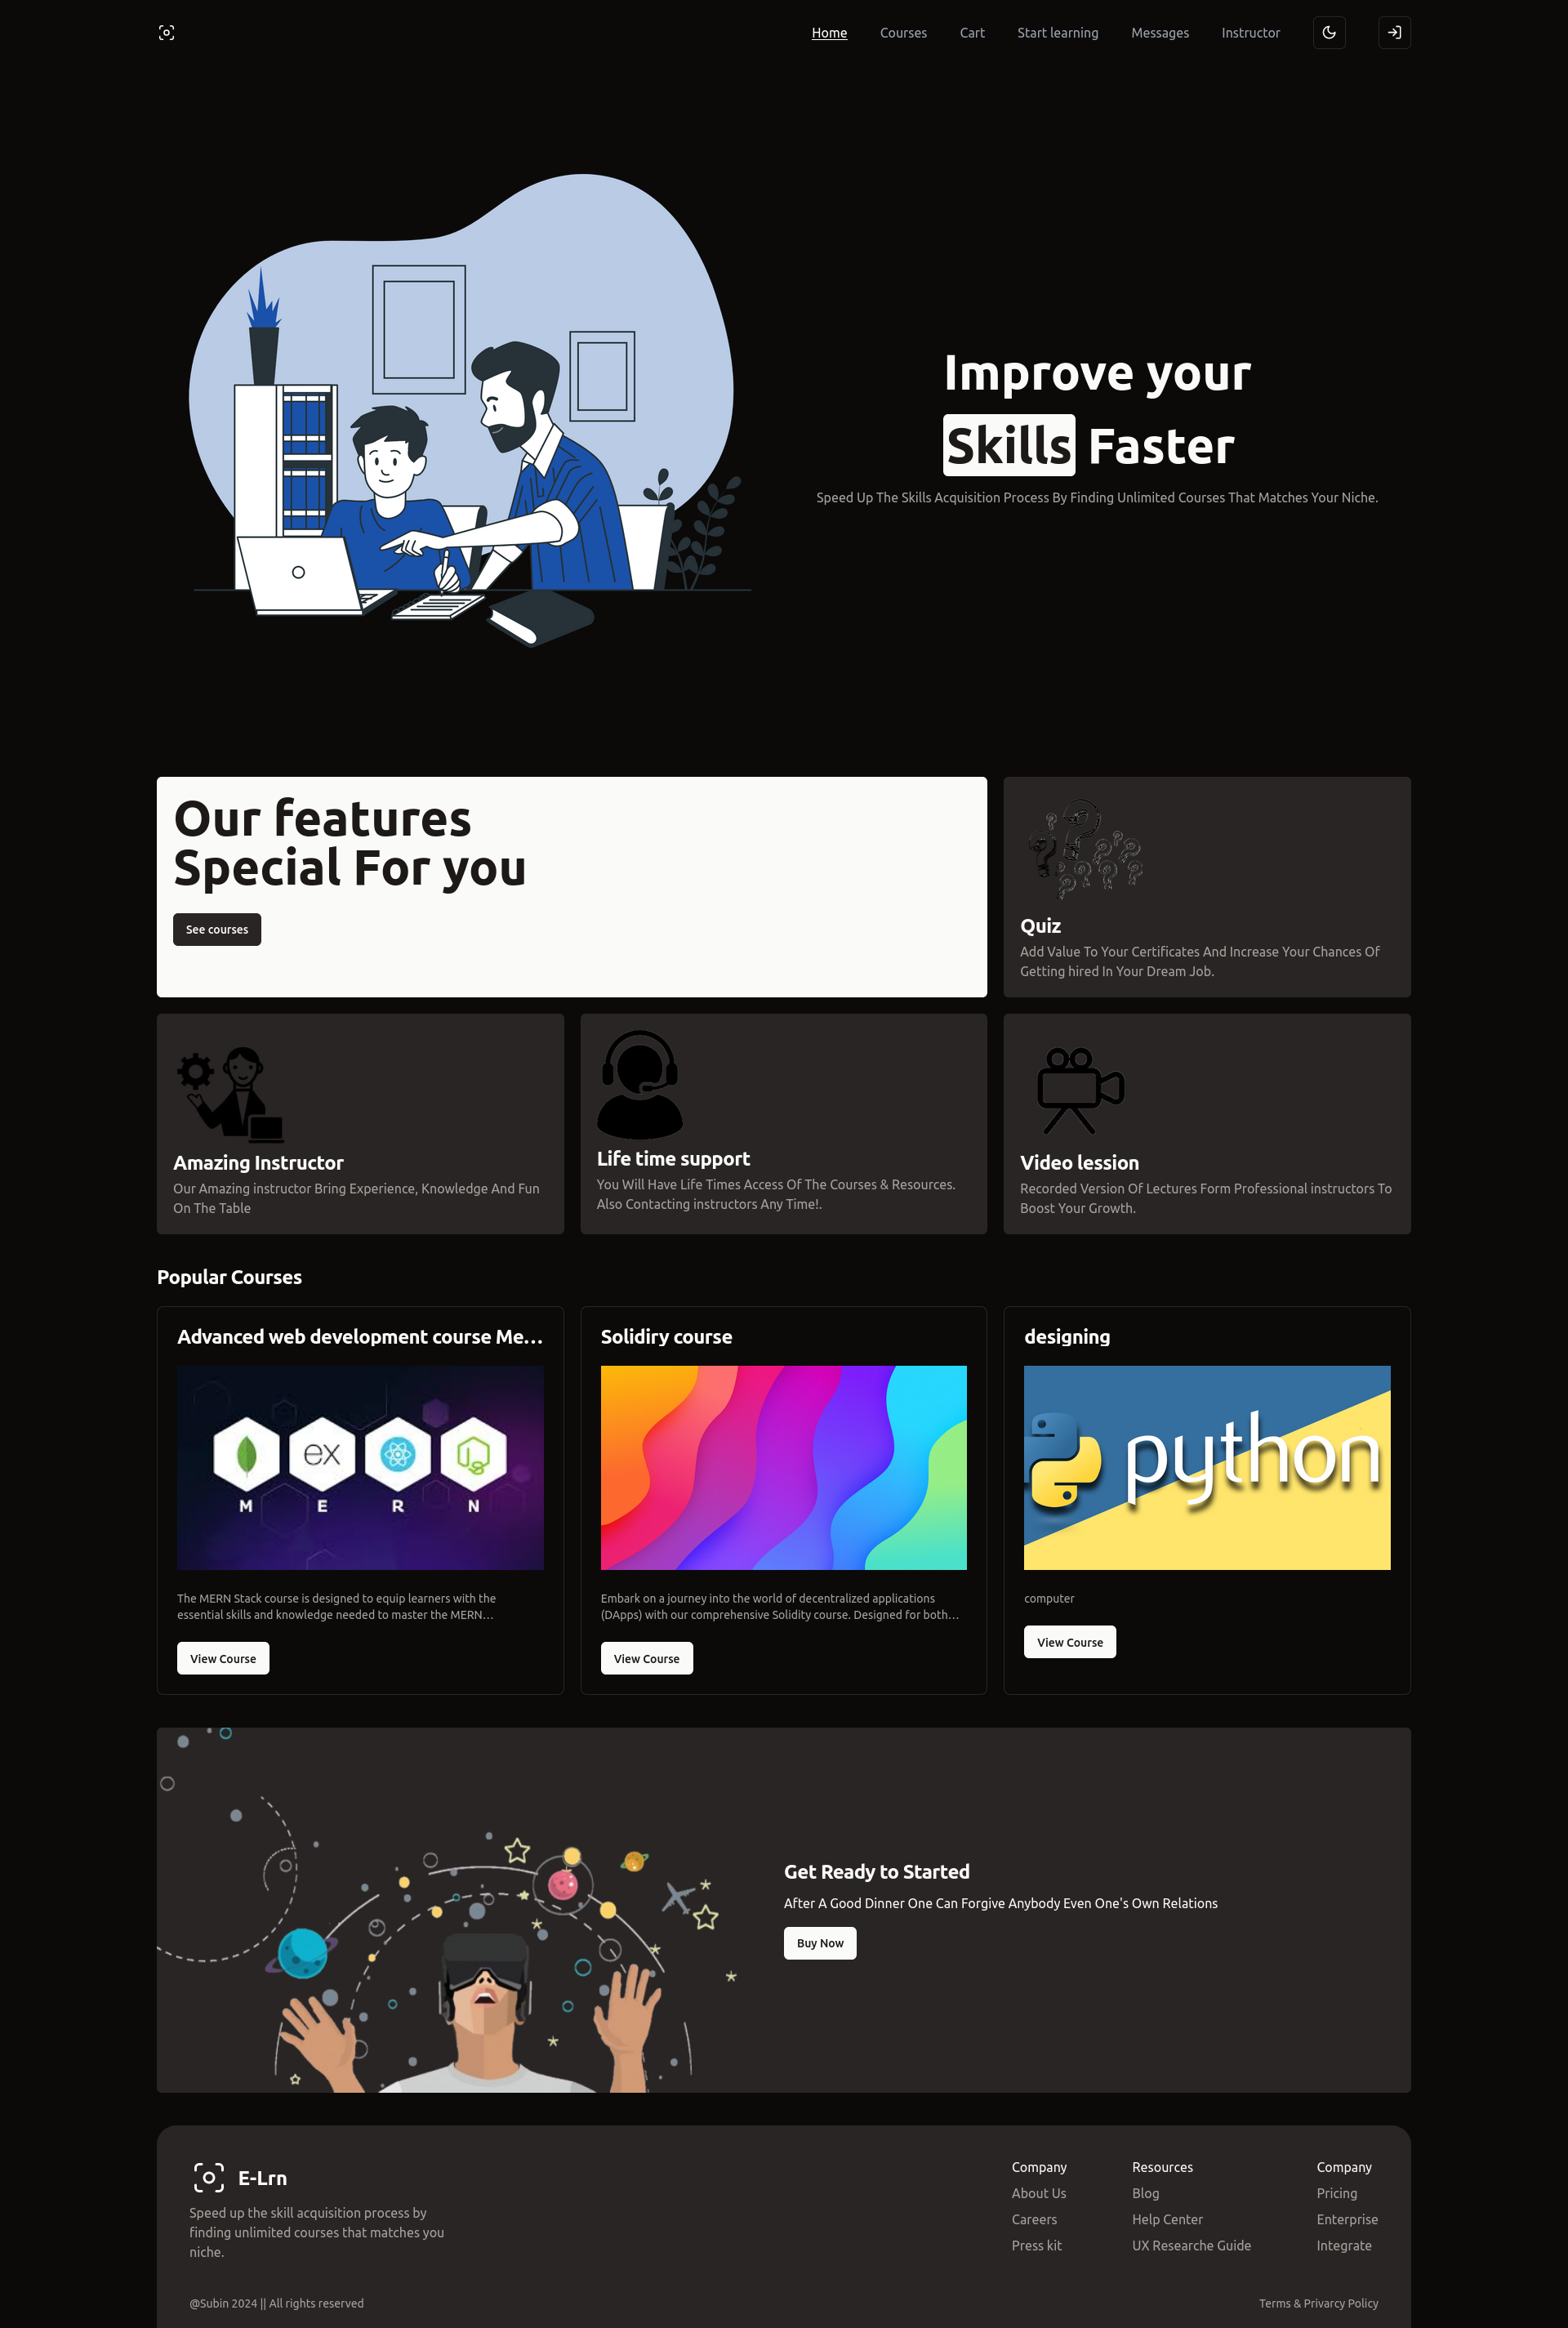 Home Courses Cart Start learning Messages Instructor
Improve your
Skills Faster
Speed Up The Skills Acquisition Process By Finding Unlimited Courses That Matches Your Niche.
Our features
Special For you
See courses
Quiz
Add Value To Your Certificates And Increase Your Chances Of
Getting hired In Your Dream Job.
Amazing Instructor
Our Amazing instructor Bring Experience, Knowledge And Fun
On The Table
Life time support
You Will Have Life Times Access Of The Courses & Resources.
Also Contacting instructors Any Time!.
Video lession
Recorded Version Of Lectures Form Professional instructors To
Boost Your Growth.
Popular Courses
Advanced web development course Me...
ex
M E R N
The MERN Stack course is designed to equip learners with the
essential skills and knowledge needed to master the MERN...
View Course
Solidiry course
Embark on a journey into the world of decentralized applications
(DApps) with our comprehensive Solidity course. Designed for both...
View Course
designing
python
computer
View Course
Get Ready to Started
After A Good Dinner One Can Forgive Anybody Even One's Own Relations
Buy Now
E-Lrn
Speed up the skill acquisition process by
finding unlimited courses that matches you
niche.
Company
About Us
Careers
Press kit
Resources
Blog
Help Center
UX Researche Guide
Company
Pricing
Enterprise
Integrate
@Subin 2024 || All rights reserved
Terms & Privarcy Policy